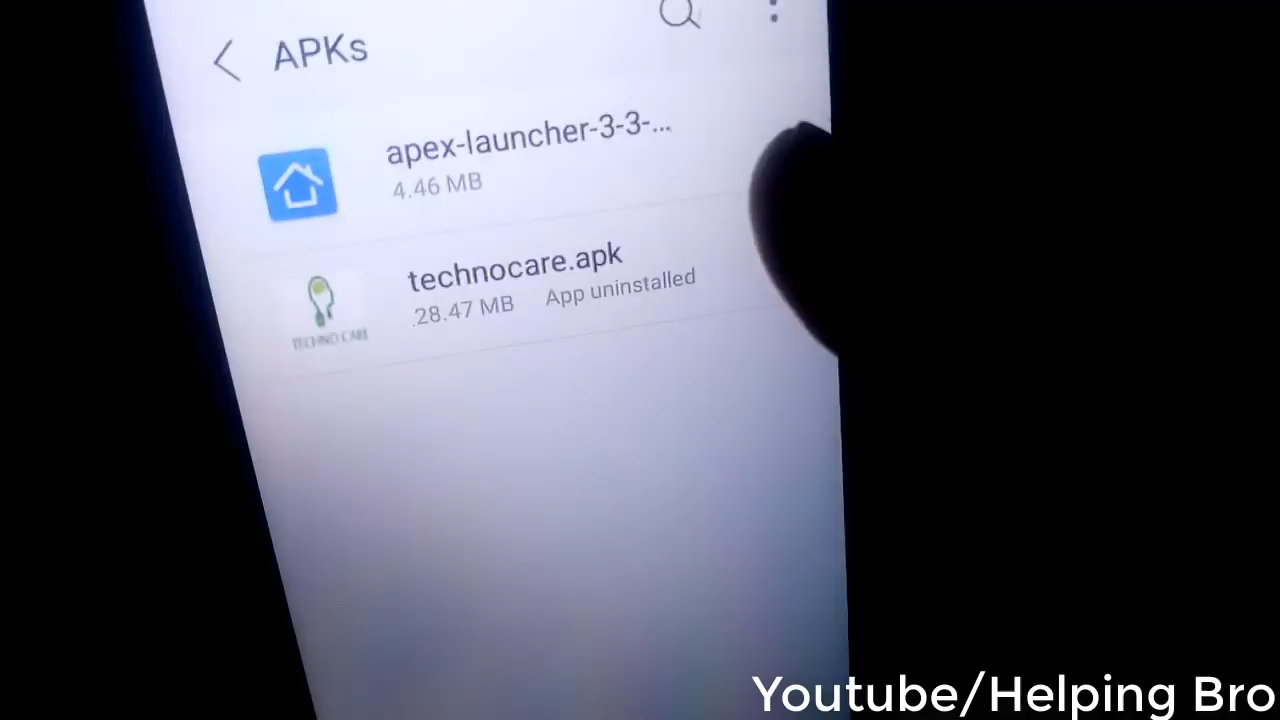 APKs
apex-launcher-3-3-...
4.46 MB
technocare.apk
28.47 MB App uninstalled
TECHNO CARE
Youtube/Helping Bro